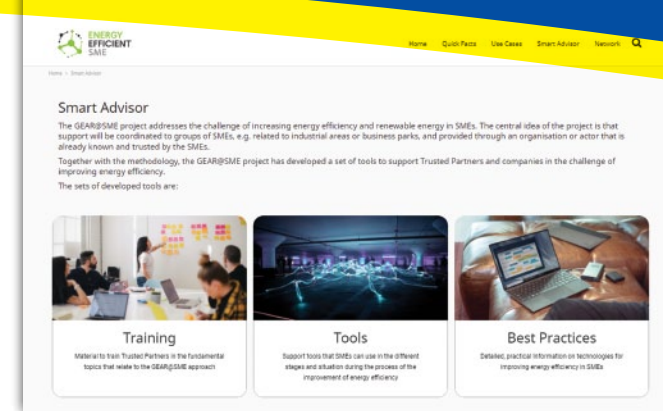 ENERGY
EFFICIENT
SME
Home Quick Facts Use Cases Smart Advisor Network
Home > Smart Advisor
Smart Advisor
The GEAR@SME project addresses the challenge of increasing energy efficiency and renewable energy in SMEs. The central idea of the project is that
support will be coordinated to groups of SMEs, e.g. related to industrial areas or business parks, and provided through an organisation or actor that is
already known and trusted by the SMEs.
Together with the methodology, the GEAR@SME project has developed a set of tools to support Trusted Partners and companies in the challenge of
improving energy efficiency.
The sets of developed tools are:
Training
Material to train Trusted Partners in the fundamental
topics that relate to the GEAR@SME approach
Tools
Support tools that SMEs can use in the different
stages and situation during the process of the
improvement of energy efficiency
Best Practices
Detailed, practical information on technologies for
improving energy efficiency in SMEs